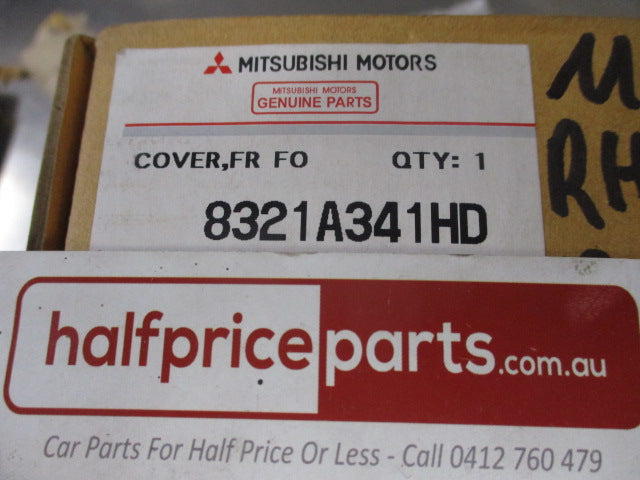 MITSUBISHI MOTORS
MITSUBISHI MOTORS
GENUINE PARTS
COVER,FR FO QTY: 1
8321A341HD
RH
halfpriceparts.com.au
Car Parts For Half Price Or Less - Call 0412 760 479